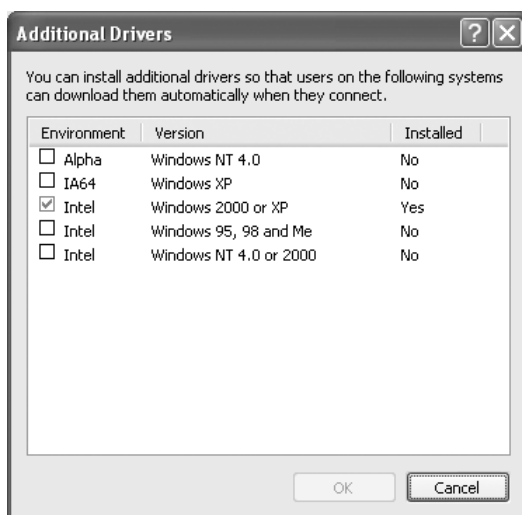 Additional Drivers
You can install additional drivers so that users on the following systems
can download them automatically when they connect.
Environment Version Installed
Alpha Windows NT 4.0 No
IA64 Windows XP No
Intel Windows 2000 or XP Yes
Intel Windows 95, 98 and Me No
Intel Windows NT 4.0 or 2000 No
OK Cancel